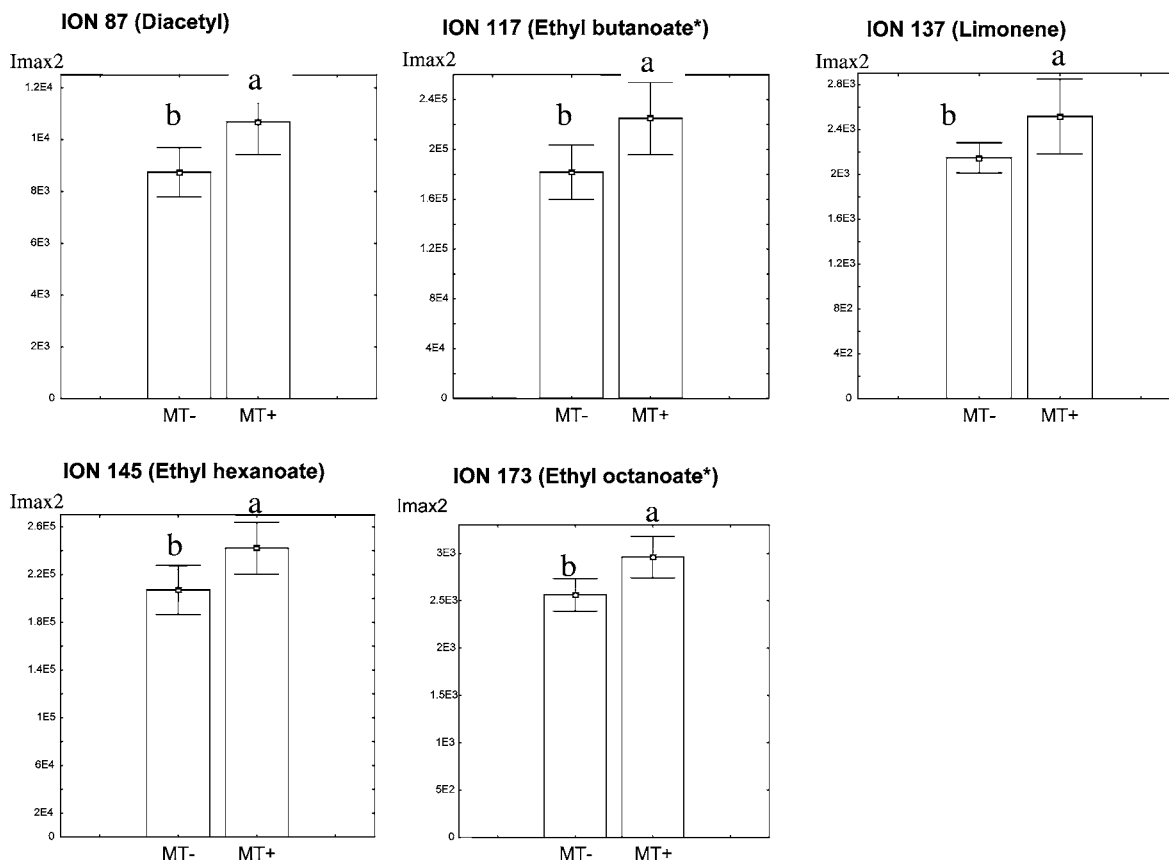 ION 87 (Diacetyl)
Imax2
1.2E4
1E4
8E3
6E3
4E3
2E3
0
b
a
MT- MT+
ION 117 (Ethyl butanoate*)
Imax2
2.4E5
2E5
1.6E5
1.2E5
8E4
4E4
0
b
a
MT- MT+
ION 137 (Limonene)
Imax2
2.8E3
2.4E3
2E3
1.6E3
1.2E3
8E2
4E2
0
b
a
MT- MT+
ION 145 (Ethyl hexanoate)
Imax2
2.6E5
2.2E5
1.8E5
1.4E5
1E5
6E4
2E4
0
b
a
MT- MT+
ION 173 (Ethyl octanoate*)
Imax2
3E3
2.5E3
2E3
1.5E3
1E3
5E2
0
b
a
MT- MT+